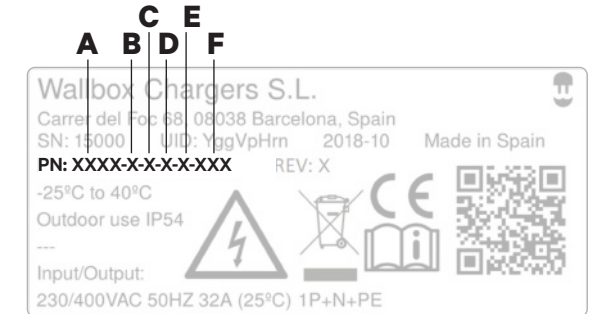 A B C D E F
Wallbox Chargers S.L.
Carrer del Foc 68, 08038 Barcelona, Spain
SN: 15000 UID: YggVpHrn 2018-10 Made in Spain
PN: XXXX-X-X-X-X-XXX REV: X
-25ºC to 40ºC
Outdoor use IP54
---
Input/Output:
230/400VAC 50HZ 32A (25ºC) 1P+N+PE
CE
i